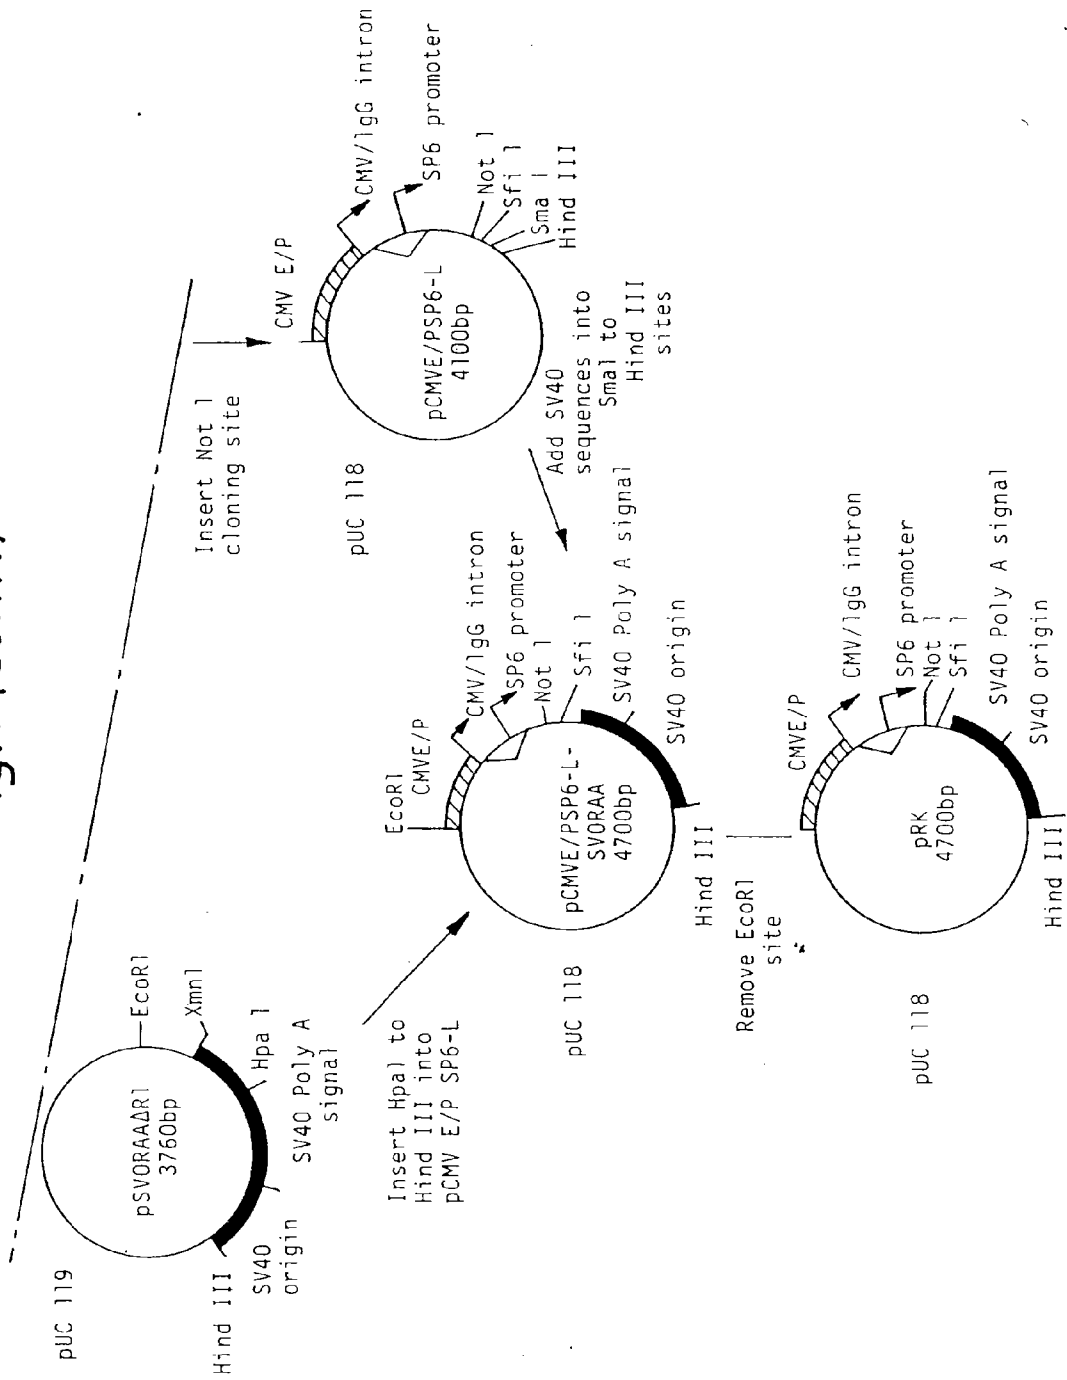 pUC 119
pSVORAAΔR1
3760bp
EcoR1
Xmn1
Hpa 1
SV40 Poly A
signal
SV40
origin
Hind III
Insert Not 1
cloning site
pUC 118
CMV E/P
CMV/1gG intron
SP6 promoter
Not 1
Sfi 1
Sma 1
Hind III
pCMVE/PSP6-L
4100bp
Insert HpaI to
Hind III into
pCMV E/P SP6-L
Add SV40
sequences into
SmaI to
Hind III
sites
pUC 118
EcoR1
CMVE/P
CMV/1gG intron
SP6 promoter
Not 1
Sfi 1
SV40 Poly A signal
SV40 origin
Hind III
pCMVE/PSP6-L-
SVORAA
4700bp
Remove EcoR1
site
pUC 118
CMVE/P
CMV/1gG intron
SP6 promoter
Not 1
Sfi 1
SV40 Poly A signal
SV40 origin
Hind III
pRK
4700bp